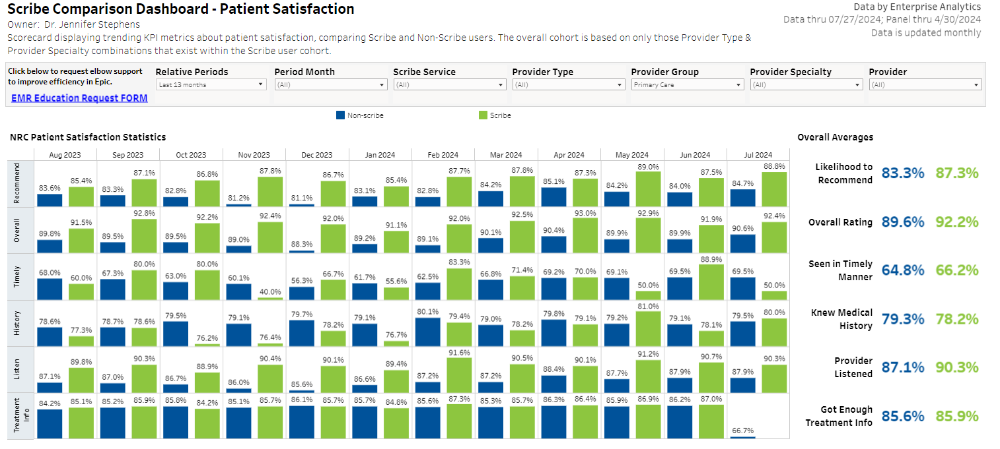 Scribe Comparison Dashboard - Patient Satisfaction
Owner: Dr. Jennifer Stephens
Scorecard displaying trending KPI metrics about patient satisfaction, comparing Scribe and Non-Scribe users. The overall cohort is based on only those Provider Type &
Provider Specialty combinations that exist within the Scribe user cohort.
Data by Enterprise Analytics
Data thru 07/27/2024; Panel thru 4/30/2024
Data is updated monthly
Click below to request elbow support
to improve efficiency in Epic.
EMR Education Request FORM
Relative Periods Period Month Scribe Service Provider Type Provider Group Provider Specialty Provider
Last 13 months (All) (All) (All) Primary Care (All) (All)
Non-scribe Scribe
NRC Patient Satisfaction Statistics
Aug 2023 Sep 2023 Oct 2023 Nov 2023 Dec 2023 Jan 2024 Feb 2024 Mar 2024 Apr 2024 May 2024 Jun 2024 Jul 2024
Recommend
83.6% 85.4% 83.3% 87.1% 82.8% 86.8% 81.2% 87.8% 81.1% 86.7% 83.1% 85.4% 82.8% 87.7% 84.2% 87.8% 85.1% 87.3% 84.2% 89.0% 84.0% 87.5% 84.7% 88.8%
Overall
89.8% 91.5% 89.5% 92.8% 89.5% 92.2% 89.0% 92.4% 88.3% 92.0% 89.2% 91.1% 89.1% 92.0% 90.1% 92.5% 90.4% 93.0% 89.9% 92.9% 89.9% 91.9% 90.6% 92.4%
Timely
68.0% 60.0% 67.3% 80.0% 63.0% 80.0% 60.1% 40.0% 56.3% 66.7% 61.7% 55.6% 62.5% 83.3% 66.8% 71.4% 69.2% 70.0% 69.1% 50.0% 69.5% 88.9% 69.5% 50.0%
History
78.6% 77.3% 78.7% 78.6% 79.5% 76.2% 79.1% 76.4% 79.7% 78.2% 79.1% 76.7% 80.1% 79.4% 79.0% 78.2% 79.8% 79.1% 79.2% 81.0% 79.1% 78.1% 79.5% 80.0%
Listen
87.1% 89.8% 87.0% 90.3% 86.7% 88.9% 86.0% 90.4% 85.6% 90.1% 86.6% 89.4% 87.2% 91.6% 87.2% 90.5% 88.4% 90.1% 87.7% 91.2% 87.9% 90.7% 87.9% 90.3%
Treatment
Info
84.2% 85.1% 85.2% 85.9% 85.8% 84.2% 85.1% 85.7% 86.1% 85.7% 85.7% 84.8% 85.6% 87.3% 85.3% 85.7% 86.3% 86.4% 85.9% 86.9% 86.2% 87.0% 66.7%
Overall Averages
Likelihood to
Recommend
83.3% 87.3%
Overall Rating 89.6% 92.2%
Seen in Timely
Manner
64.8% 66.2%
Knew Medical
History
79.3% 78.2%
Provider
Listened
87.1% 90.3%
Got Enough
Treatment Info
85.6% 85.9%